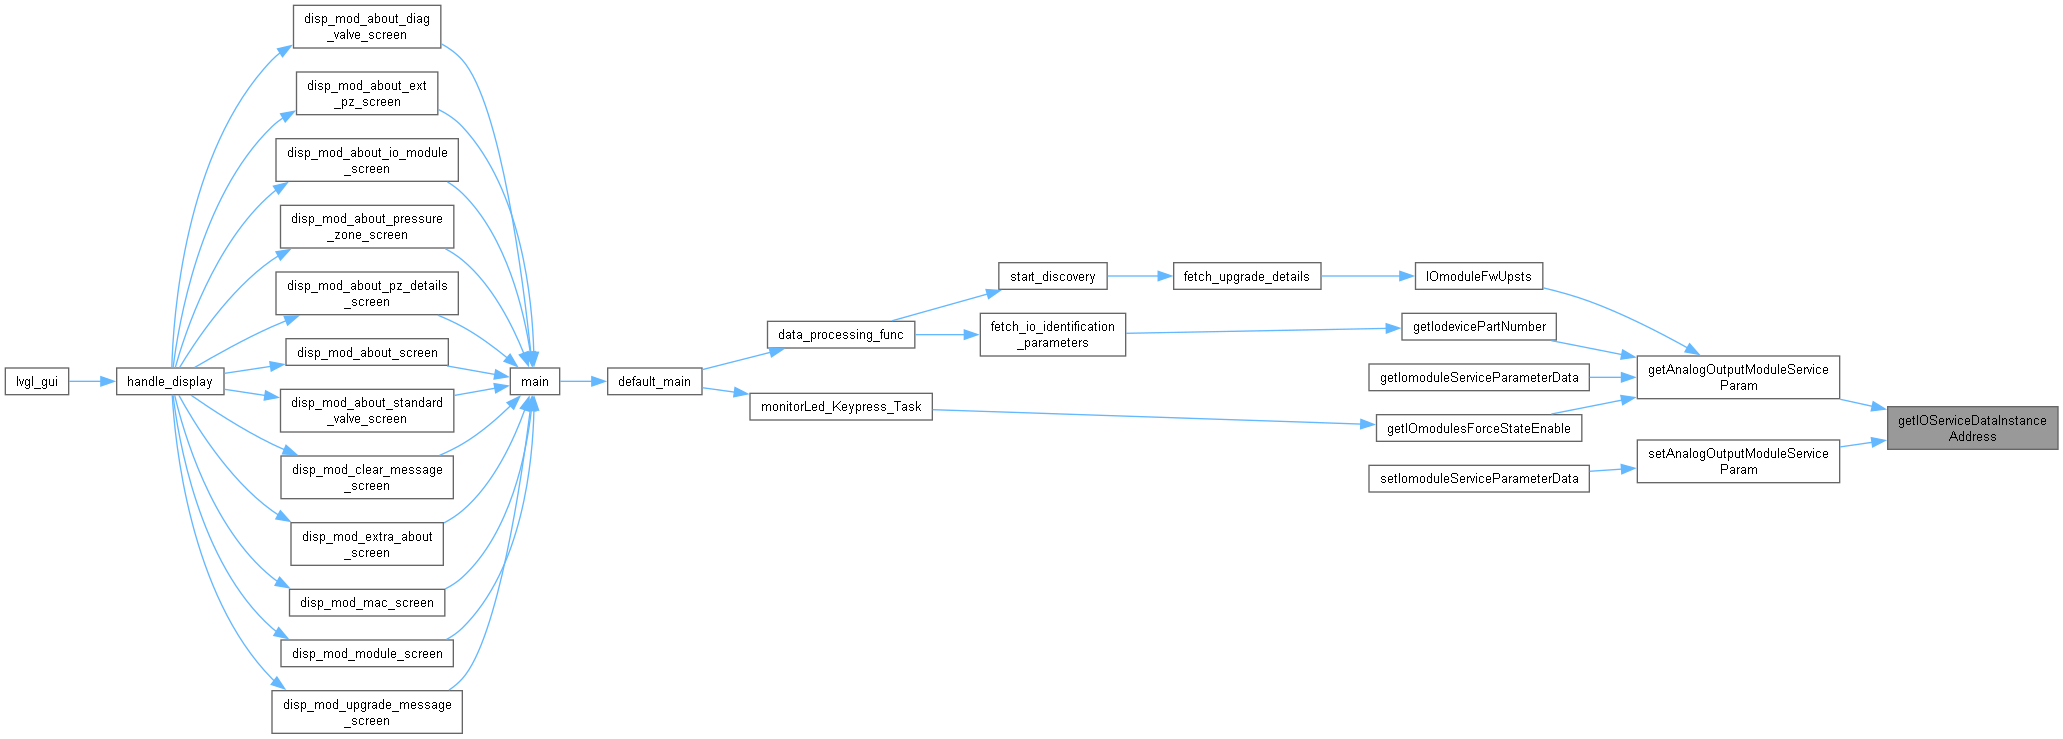 disp_mod_about_diag
_valve_screen
disp_mod_about_ext
_pz_screen
disp_mod_about_io_module
_screen
disp_mod_about_pressure
_zone_screen
disp_mod_about_pz_details
_screen
disp_mod_about_screen
disp_mod_about_standard
_valve_screen
disp_mod_clear_message
_screen
disp_mod_extra_about
_screen
disp_mod_mac_screen
disp_mod_module_screen
disp_mod_upgrade_message
_screen
lvgl_gui
handle_display
main
default_main
data_processing_func
monitorLed_Keypress_Task
start_discovery
fetch_io_identification
_parameters
fetch_upgrade_details
IOmoduleFwUpsts
getIodevicePartNumber
getIomoduleServiceParameterData
getIOmodulesForceStateEnable
setIomoduleServiceParameterData
getAnalogOutputModuleService
Param
setAnalogOutputModuleService
Param
getIOServiceDataInstance
Address